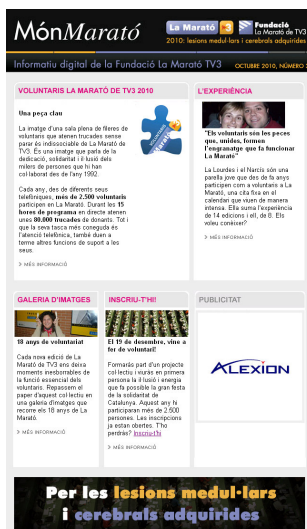 MónMarató
La Marató 3
Fundació
La Marató de TV3
2010: lesions medul·lars i cerebrals adquirides
Informatiu digital de la Fundació La Marató TV3
OCTUBRE 2010, NÚMERO
VOLUNTARIS LA MARATÓ DE TV3 2010
Una peça clau
La imatge d'una sala plena de fileres de
voluntaris que atenen trucades sense
parar és indissociable de La Marató de
TV3. És una imatge que parla de la
dedicació, solidaritat i il·lusió dels
milers de persones que hi han
col·laborat des de l'any 1992.
Cada any, des de diferents seus
telefòniques, més de 2.500 voluntaris
participen en La Marató. Durant les 15
hores de programa en directe atenen
unes 80.000 trucades de donants. Tot i
que la seva tasca més coneguda és
l'atenció telefònica, també duen a
terme altres funcions de suport a les
seus.
> MÉS INFORMACIÓ
L'EXPERIÈNCIA
"Els voluntaris són les peces
que, unides, formen
l'engranatge que fa funcionar
La Marató"
La Lourdes i el Narcís són una
parella jove que des de fa anys
participen com a voluntaris a La
Marató, una cita fixa en el
calendari que viuen de manera
intensa. Ella suma l'experiència
de 14 edicions i ell, de 8. Els
voleu conèixer?
> MÉS INFORMACIÓ
GALERIA D'IMATGES
18 anys de voluntariat
Cada nova edició de La
Marató de TV3 ens deixa
moments inesborrables de
la funció essencial dels
voluntaris. Repassem el
paper d'aquest col·lectiu en
una galeria d'imatges que
recorre els 18 anys de La
Marató.
> MÉS INFORMACIÓ
INSCRIU-T'HI!
El 19 de desembre, vine a
fer de voluntari!
Formaràs part d'un projecte
col·lectiu i viuràs en primera
persona la il·lusió i energia
que fa possible la gran festa
de la solidaritat de
Catalunya. Aquest any hi
participaran més de 2.500
persones. Les inscripcions
ja estan obertes. T'ho
perdràs? Inscriu-t'hi
> MÉS INFORMACIÓ
PUBLICITAT
ALEXION
Per les lesions medul·lars
i cerebrals adquirides